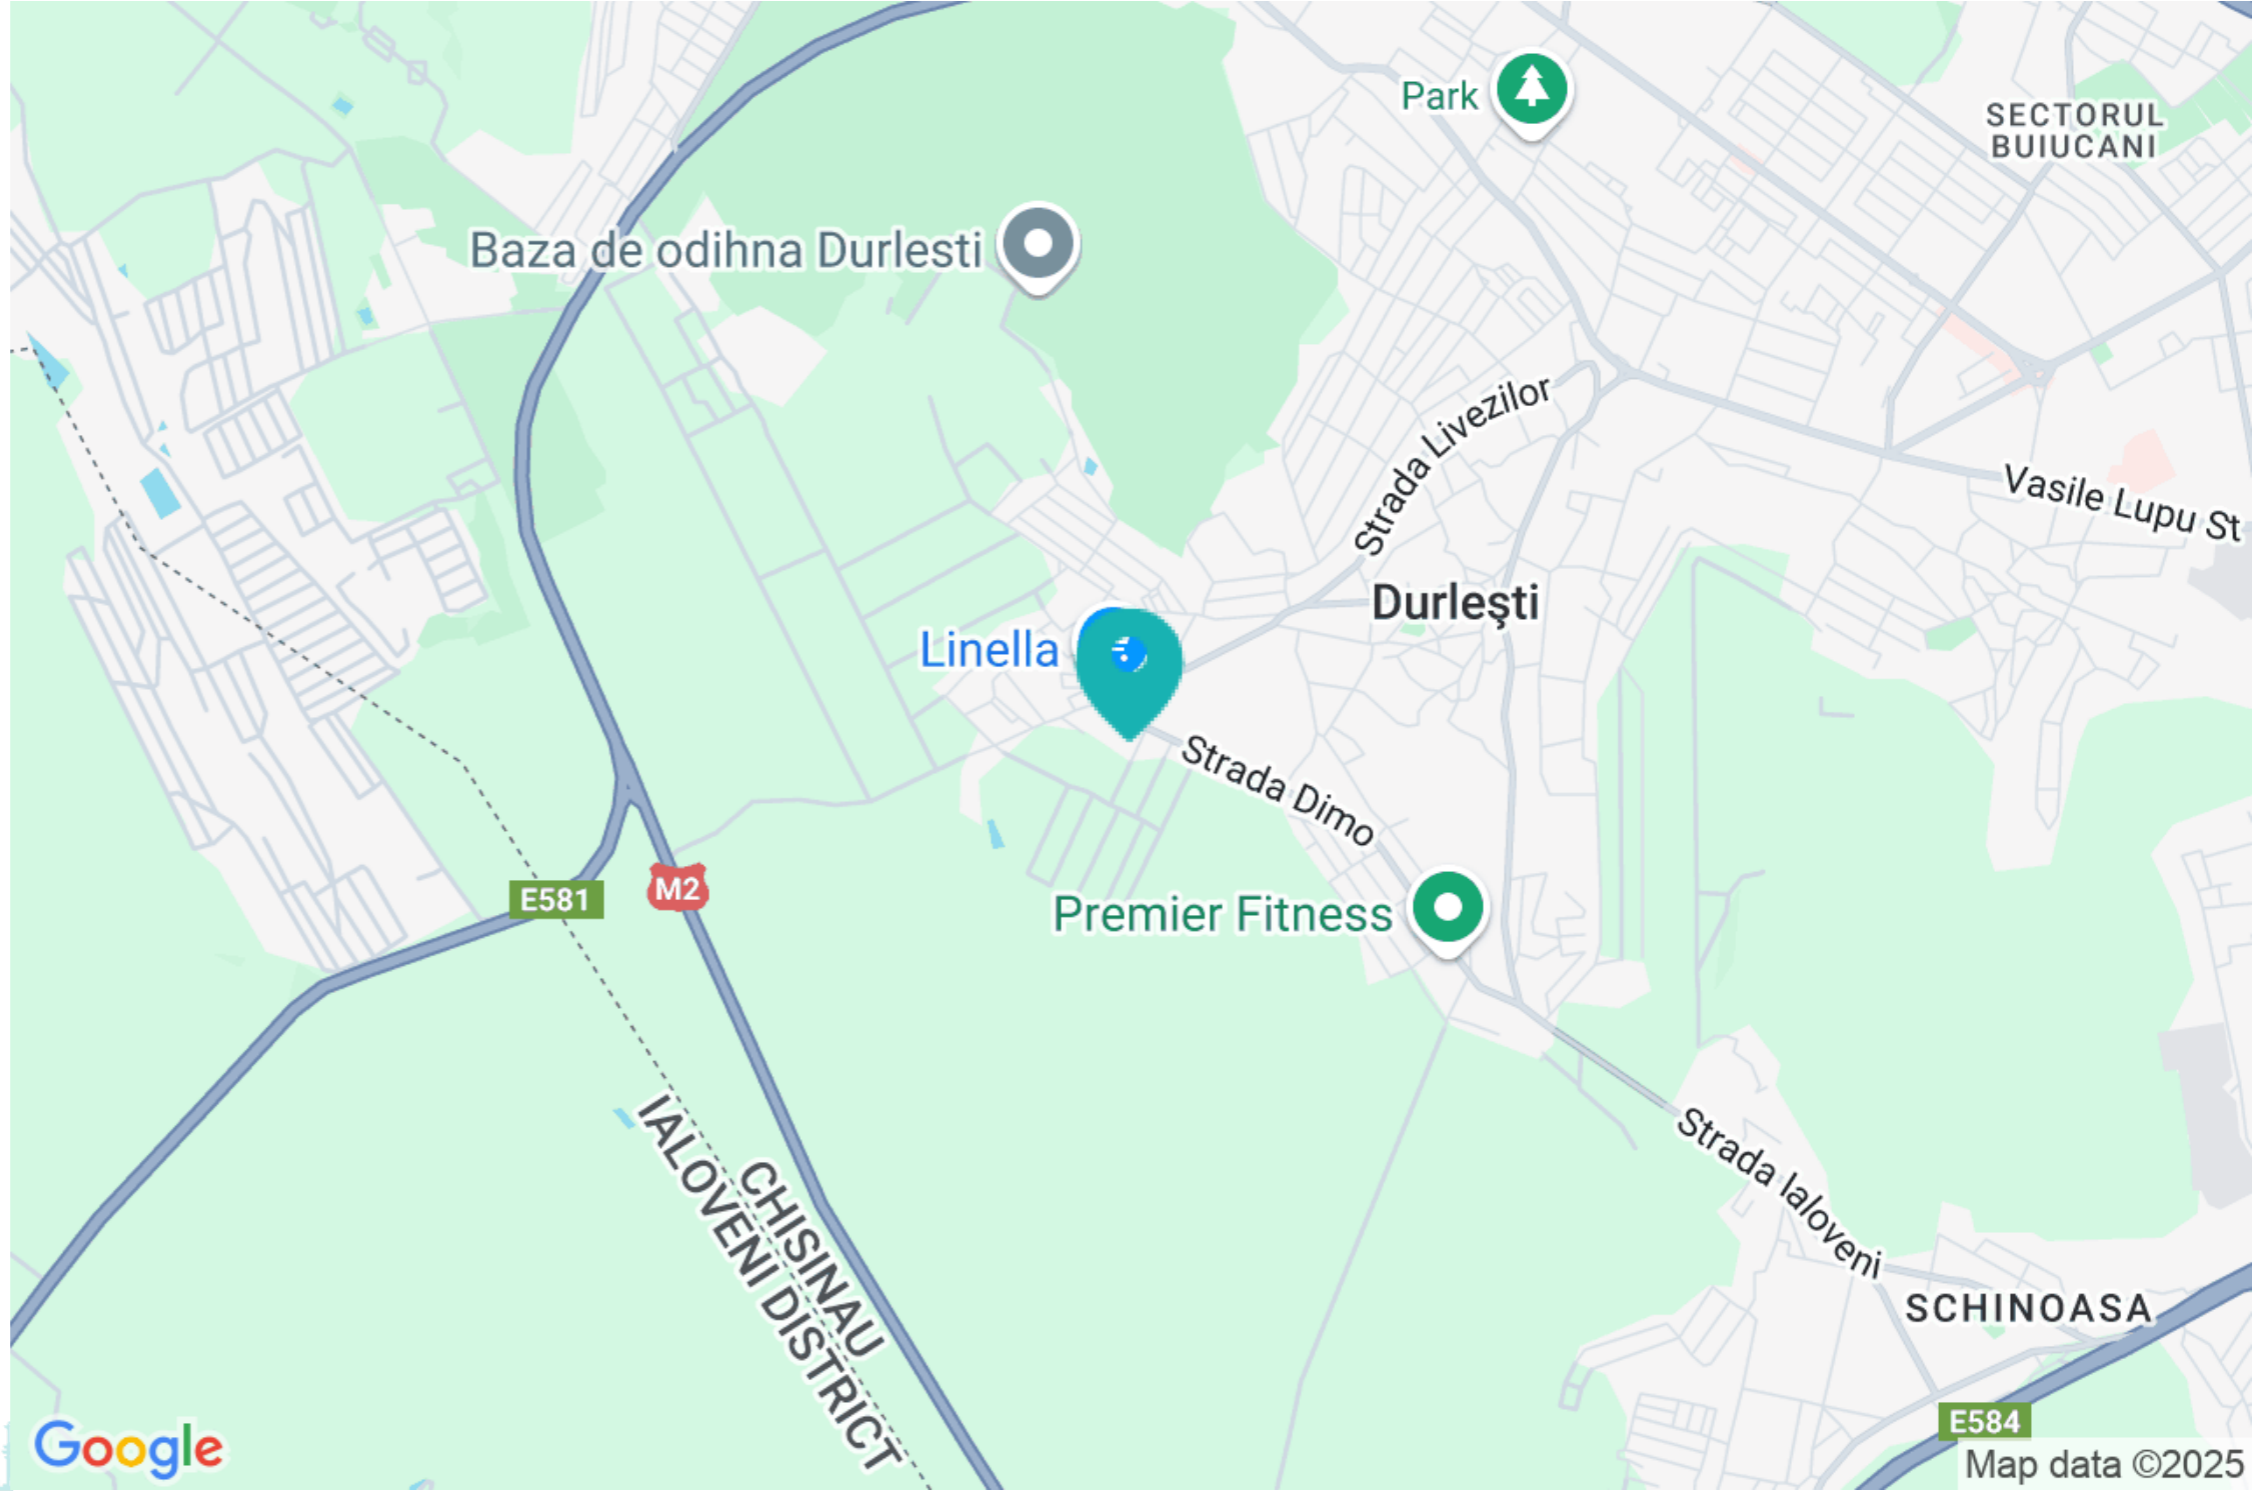 Park
SECTORUL
BUIUCANI
Baza de odihna Durlesti
Strada Livezilor
Vasile Lupu St
Durleşti
Linella
Strada Dimo
E581
M2
Premier Fitness
CHISINAU
IALOVENI DISTRICT
Strada Ialoveni
SCHINOASA
E584
Google
Map data ©2025